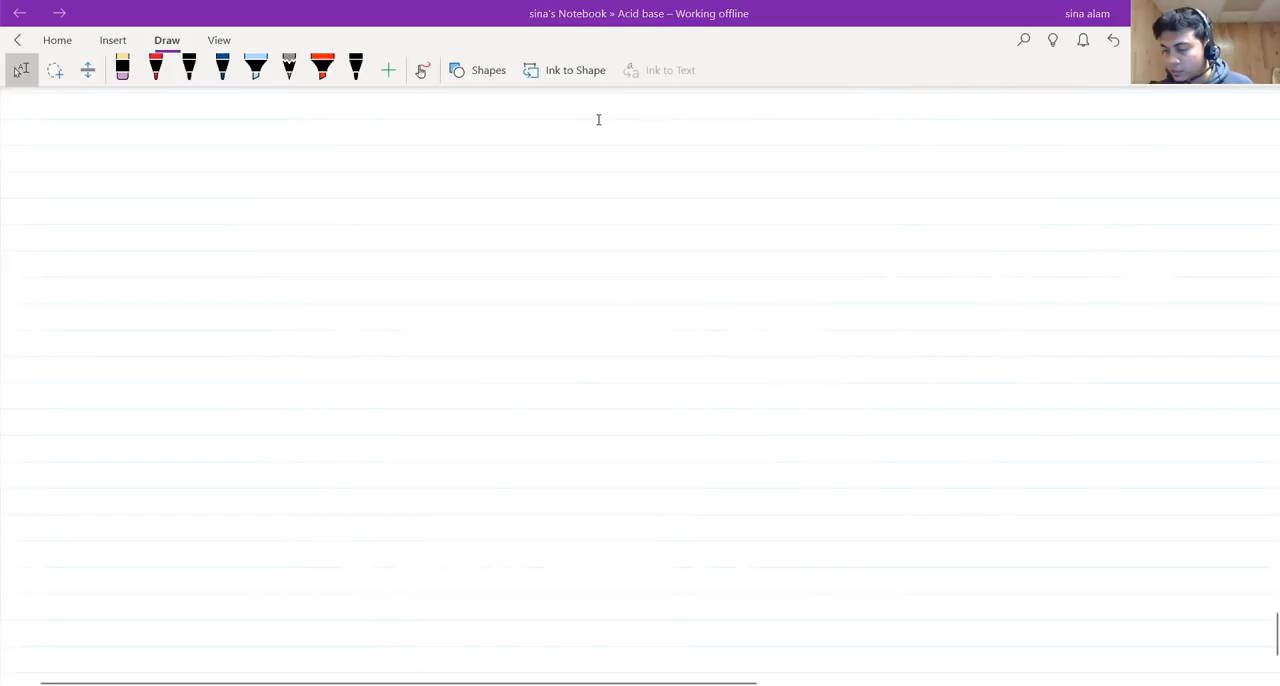 sina's Notebook » Acid base – Working offline
sina alam
Home
Insert
Draw
View
Shapes
Ink to Shape
Ink to Text